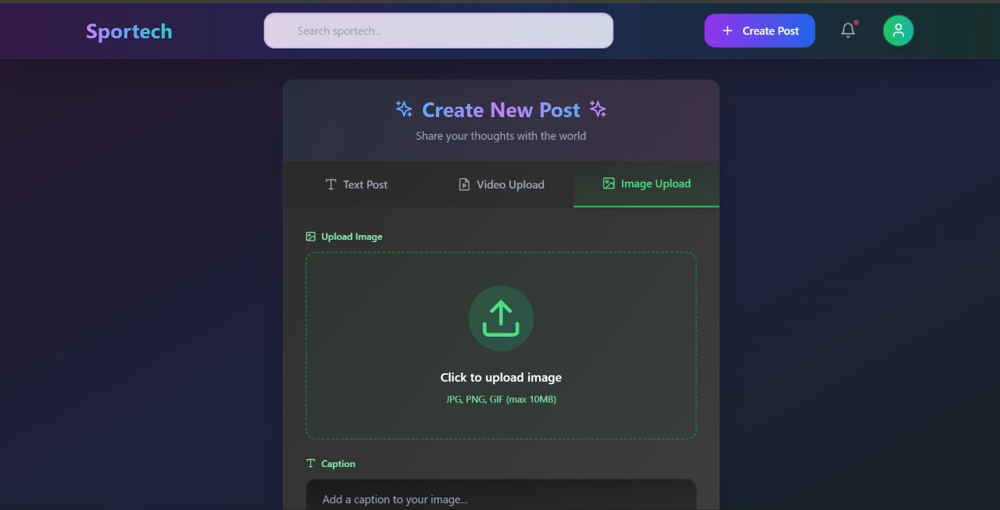 Sportech
Search sportech...
Create Post
Create New Post
Share your thoughts with the world
Text Post
Video Upload
Image Upload
Upload Image
Click to upload image
JPG, PNG, GIF (max 10MB)
Caption
Add a caption to your image...